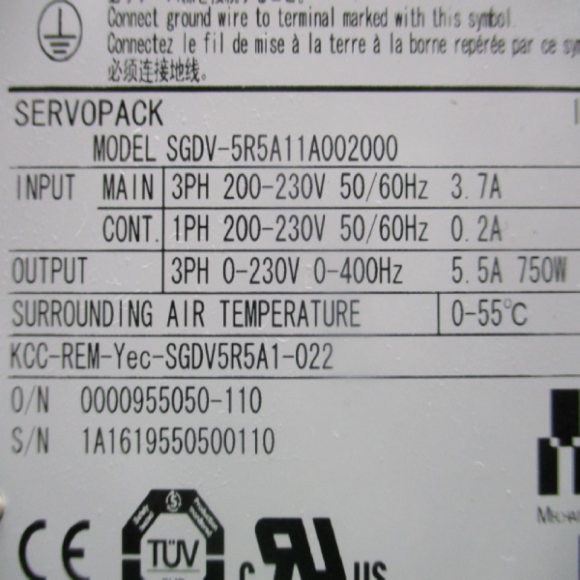 Connect ground wire to terminal marked with this symbol.
Connectez le fil de mise à la terre à la borne repérée par ce
必须连接地线。
SERVOPACK
MODEL SGDV-5R5A11A002000
INPUT MAIN 3PH 200-230V 50/60Hz 3.7A
CONT. 1PH 200-230V 50/60Hz 0.2A
OUTPUT 3PH 0-230V 0-400Hz 5.5A 750W
SURROUNDING AIR TEMPERATURE 0-55℃
KCC-REM-Yec-SGDV5R5A1-022
O/N 0000955050-110
S/N 1A1619550500110
CE
TÜV
c US